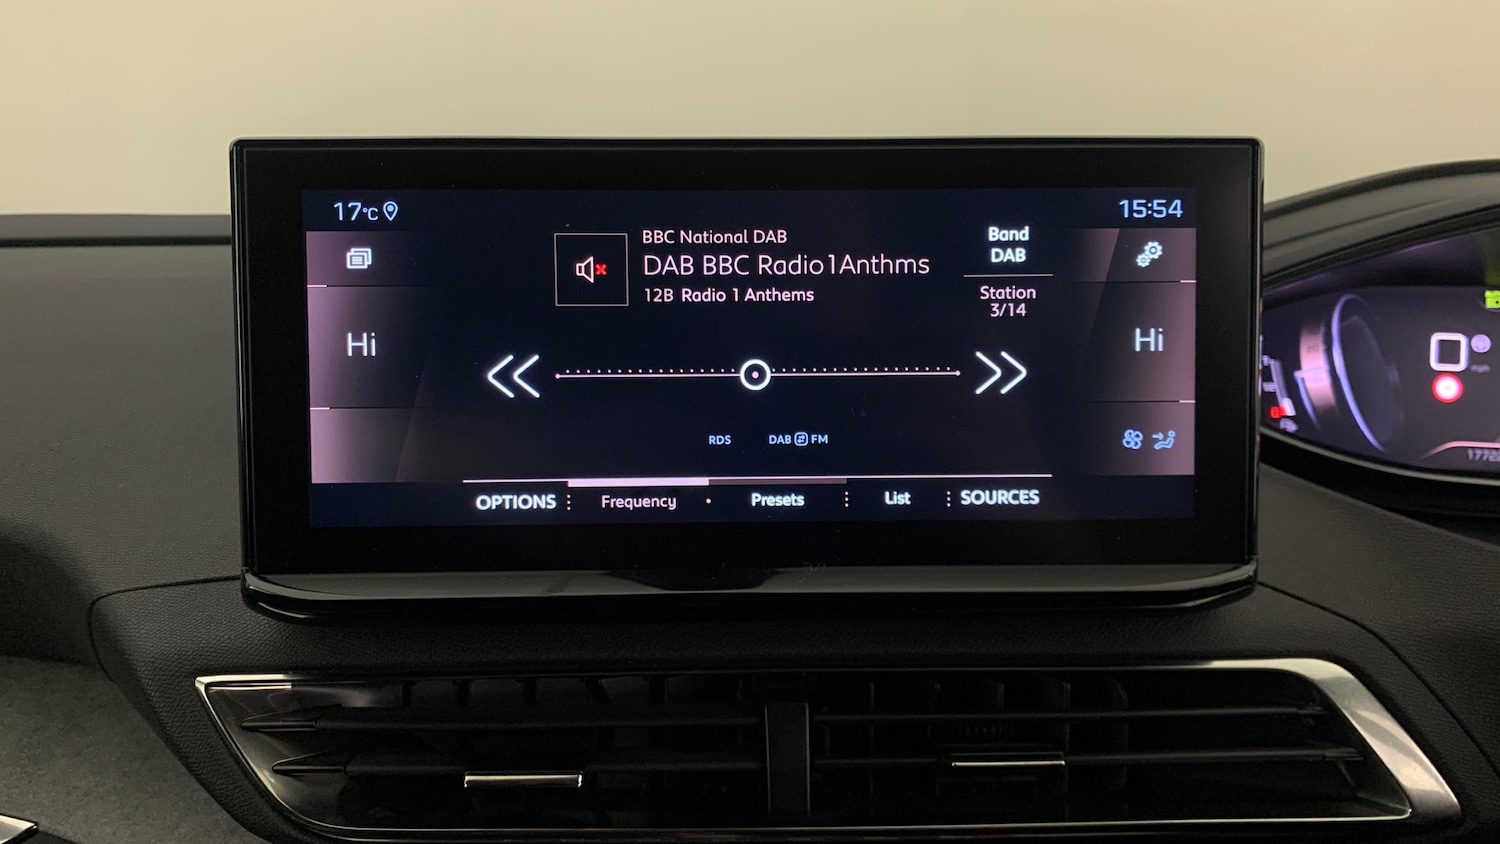 17°C
15:54
BBC National DAB
DAB BBC Radio1Anthms
12B Radio 1 Anthems
Band
DAB
Station
3/14
Hi
Hi
RDS
DAB FM
OPTIONS Frequency Presets List SOURCES
mph